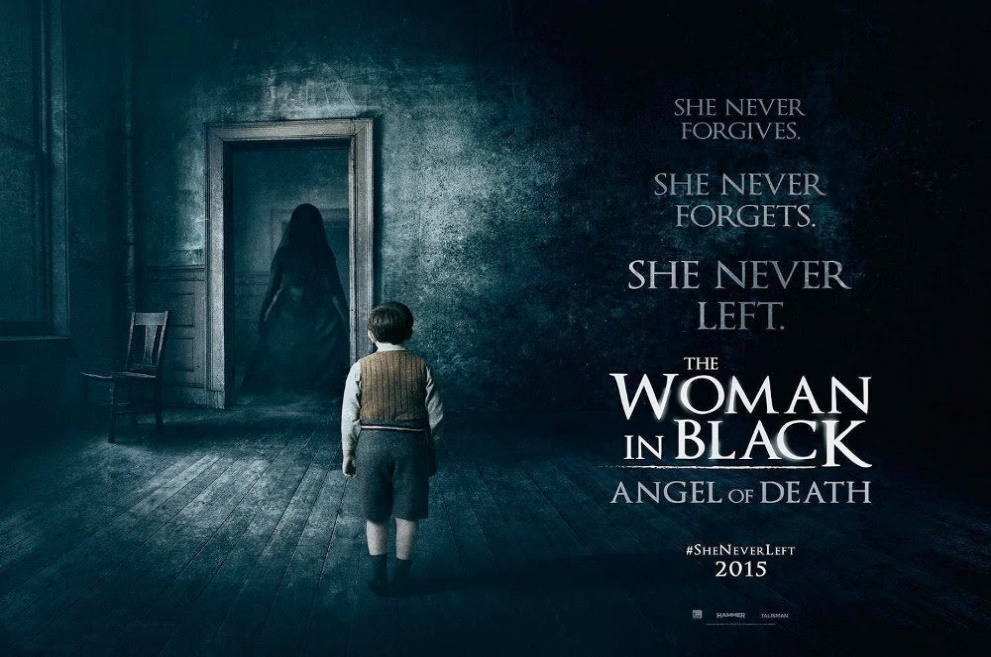 SHE NEVER
FORGIVES.
SHE NEVER
FORGETS.
SHE NEVER
LEFT.
THE
WOMAN
IN BLACK
ANGEL OF DEATH
#SHENEVERLEFT
2015
HAMMER TALISMAN